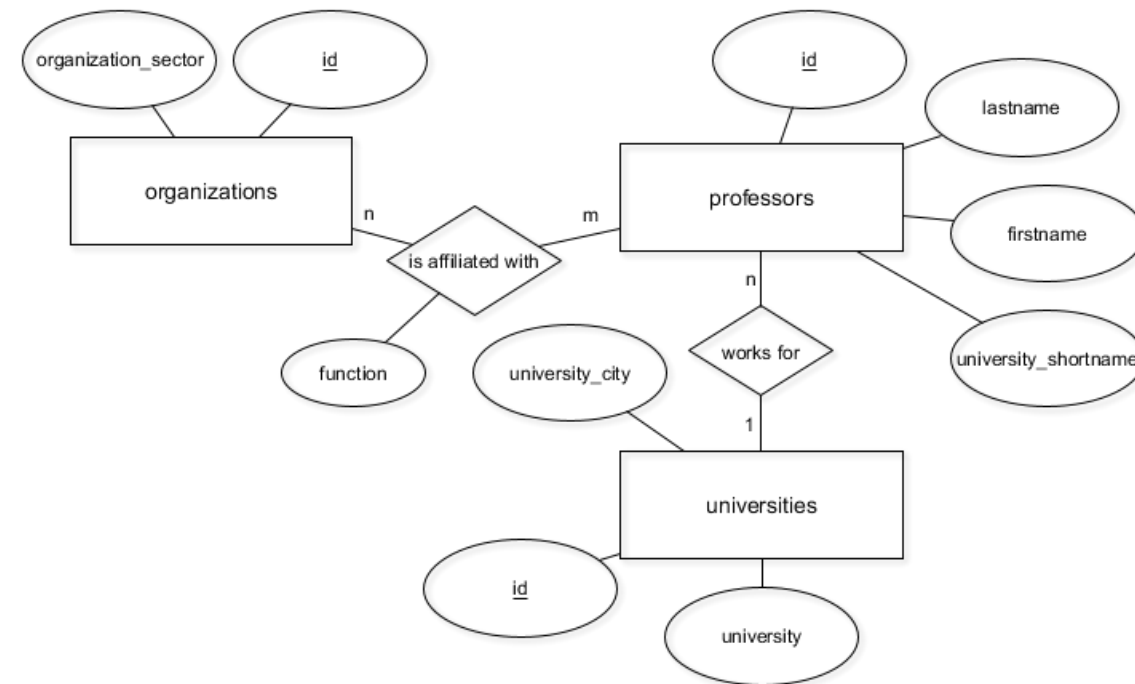 organization_sector
id
id
lastname
organizations
professors
n
m
firstname
is affiliated with
n
function
university_city
works for
university_shortname
1
universities
id
university